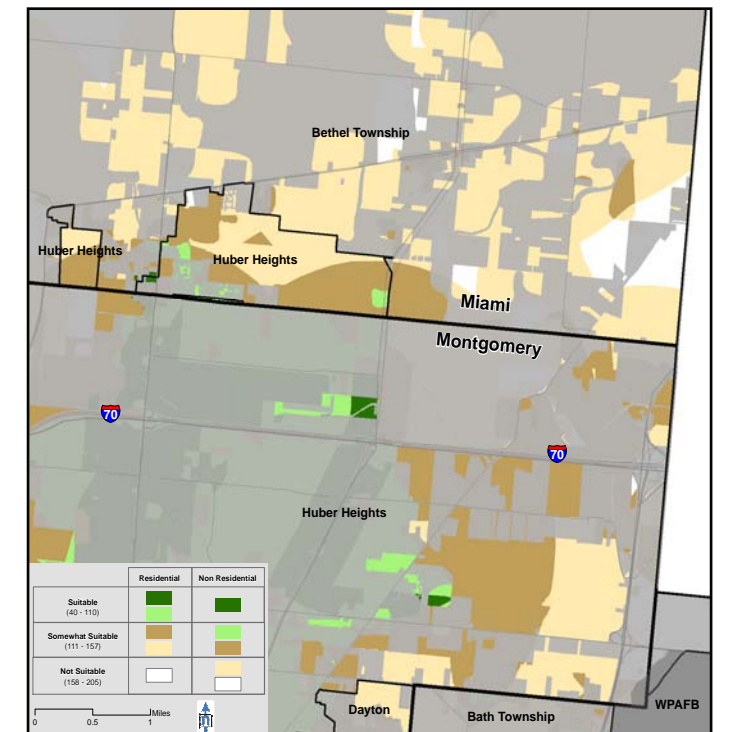 Bethel Township
Huber Heights
Huber Heights
Miami
Montgomery
70
70
Huber Heights
Residential
Non Residential
Suitable
(40 - 110)
Somewhat Suitable
(111 - 157)
Not Suitable
(158 - 205)
Miles
0
0.5
1
n
Dayton
Bath Township
WPAFB